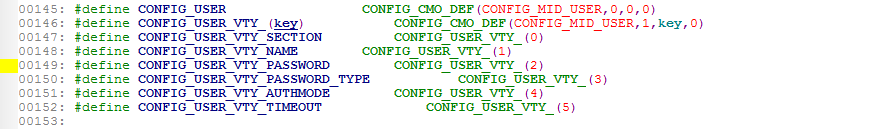 00145: #define CONFIG_USER CONFIG_CMO_DEF(CONFIG_MID_USER,0,0,0)
00146: #define CONFIG_USER_VTY_(key) CONFIG_CMO_DEF(CONFIG_MID_USER,1,key,0)
00147: #define CONFIG_USER_VTY_SECTION CONFIG_USER_VTY_(0)
00148: #define CONFIG_USER_VTY_NAME CONFIG_USER_VTY_(1)
00149: #define CONFIG_USER_VTY_PASSWORD CONFIG_USER_VTY_(2)
00150: #define CONFIG_USER_VTY_PASSWORD_TYPE CONFIG_USER_VTY_(3)
00151: #define CONFIG_USER_VTY_AUTHMODE CONFIG_USER_VTY_(4)
00152: #define CONFIG_USER_VTY_TIMEOUT CONFIG_USER_VTY_(5)
00153: